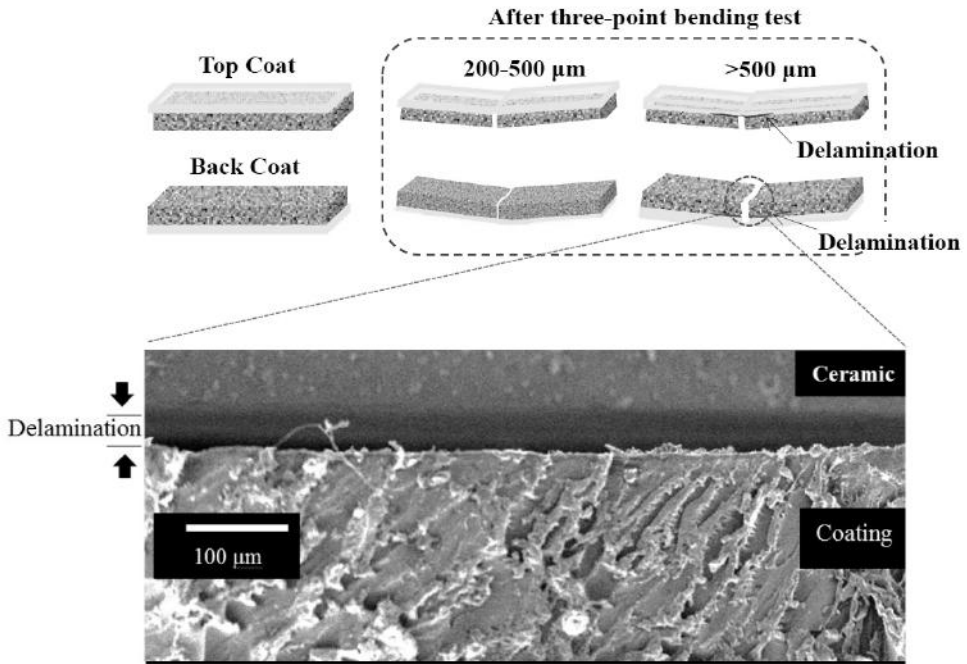 After three-point bending test
Top Coat
200-500 μm
>500 μm
Delamination
Back Coat
Delamination
Ceramic
Delamination
100 μm
Coating